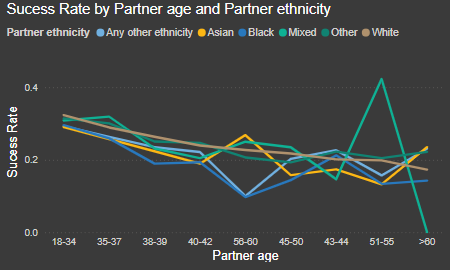 Sucess Rate by Partner age and Partner ethnicity
Partner ethnicity Any other ethnicity Asian Black Mixed Other White
0.4
Sucess Rate
0.2
0.0
18-34 35-37 38-39 40-42 56-60 45-50 43-44 51-55 >60
Partner age